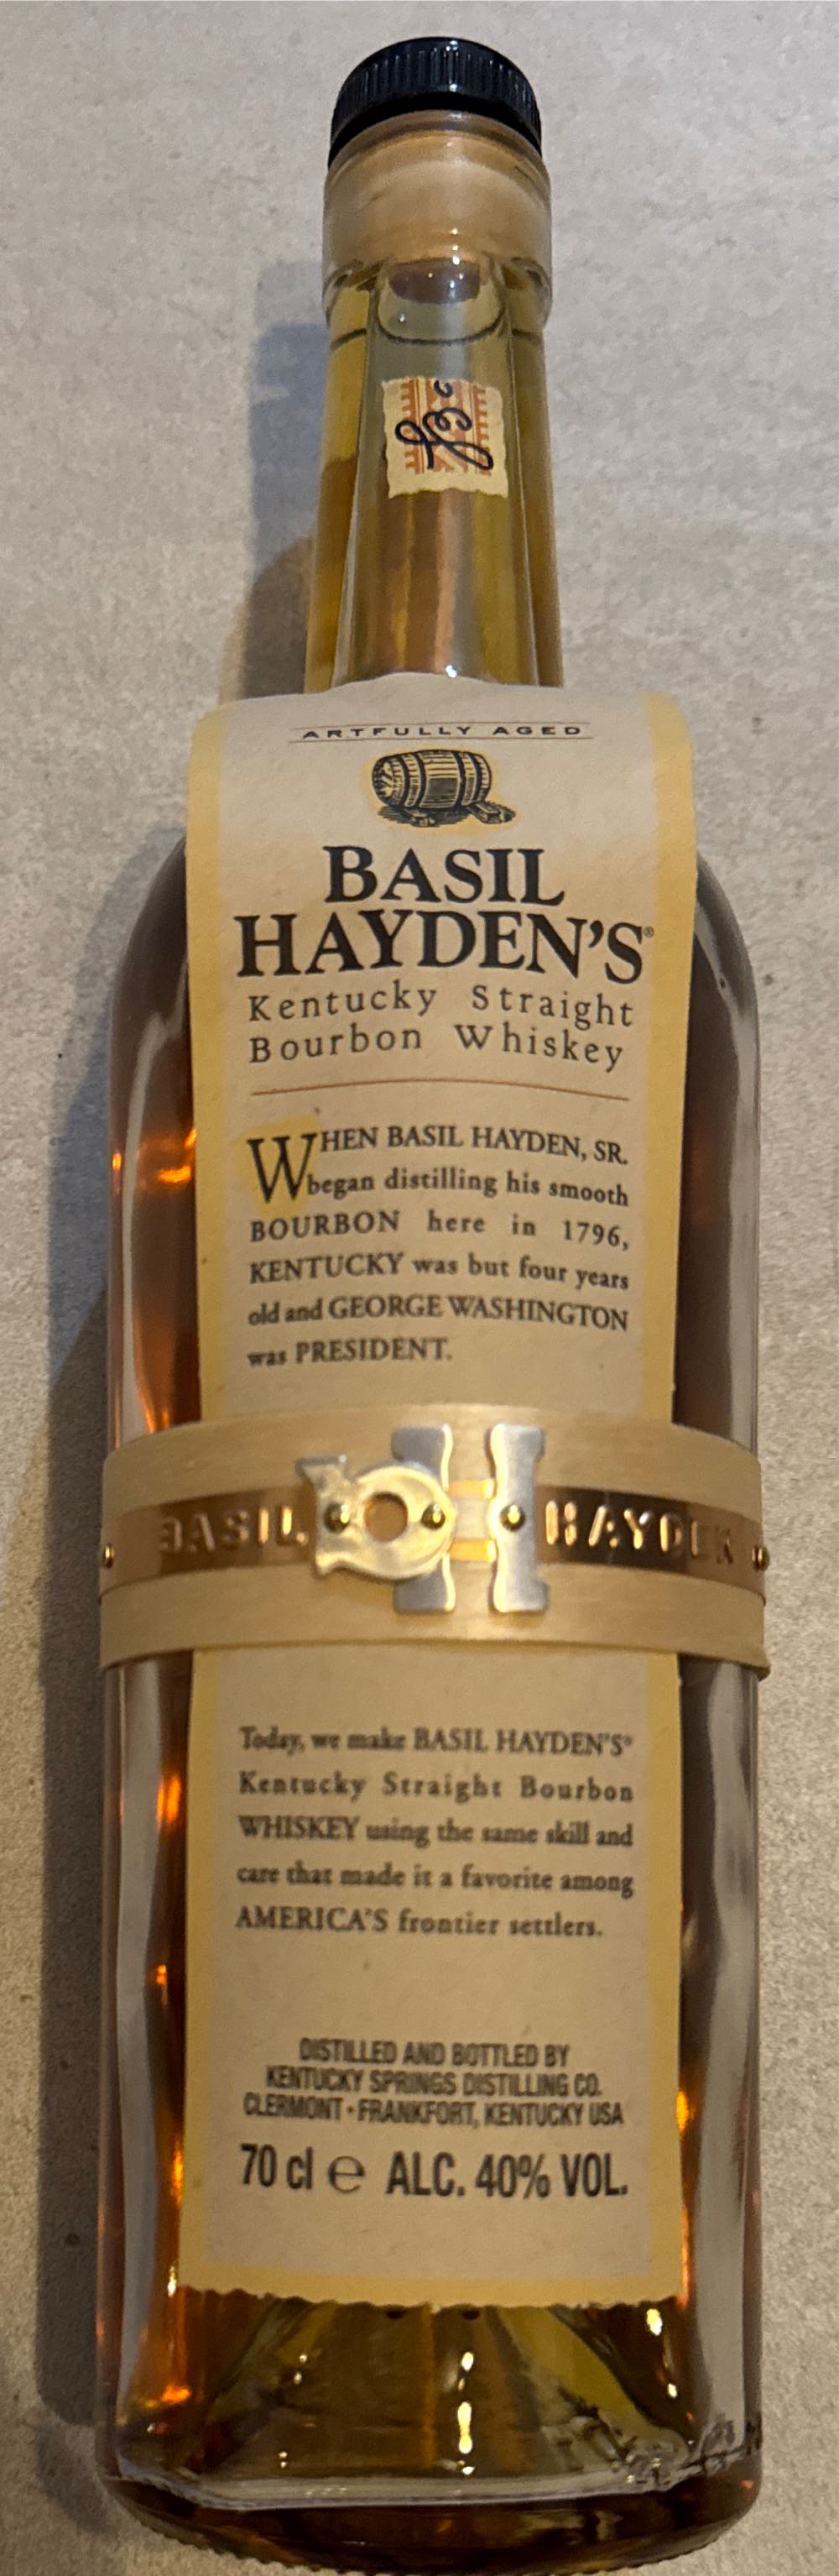 ARTFULLY AGED
BASIL
HAYDEN'S®
Kentucky Straight
Bourbon Whiskey
WHEN BASIL HAYDEN, SR.
began distilling his smooth
BOURBON here in 1796,
KENTUCKY was but four years
old and GEORGE WASHINGTON
was PRESIDENT.
BASIL BH HAYDEN
Today, we make BASIL HAYDEN'S®
Kentucky Straight Bourbon
WHISKEY using the same skill and
care that made it a favorite among
AMERICA'S frontier settlers.
DISTILLED AND BOTTLED BY
KENTUCKY SPRINGS DISTILLING CO.
CLERMONT • FRANKFORT, KENTUCKY USA
70 cl e ALC. 40% VOL.